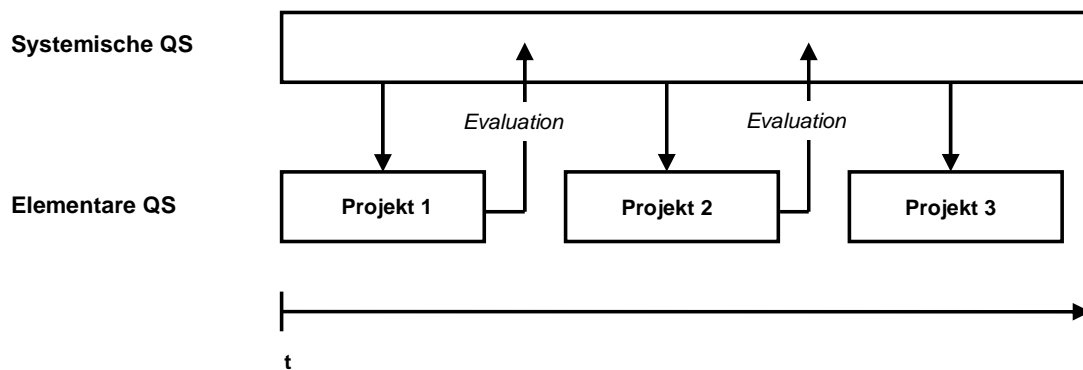 Systemische QS
Evaluation
Evaluation
Elementare QS
Projekt 1
Projekt 2
Projekt 3
t